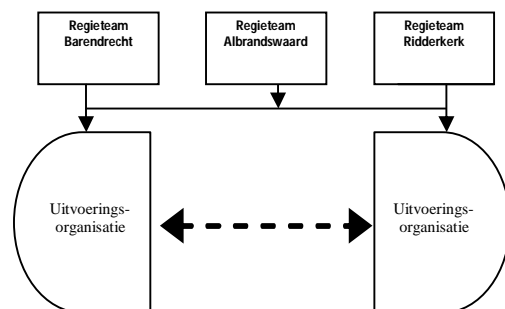 Regieteam
Barendrecht
Regieteam
Albrandswaard
Regieteam
Ridderkerk
Uitvoerings-
organisatie
Uitvoerings-
organisatie